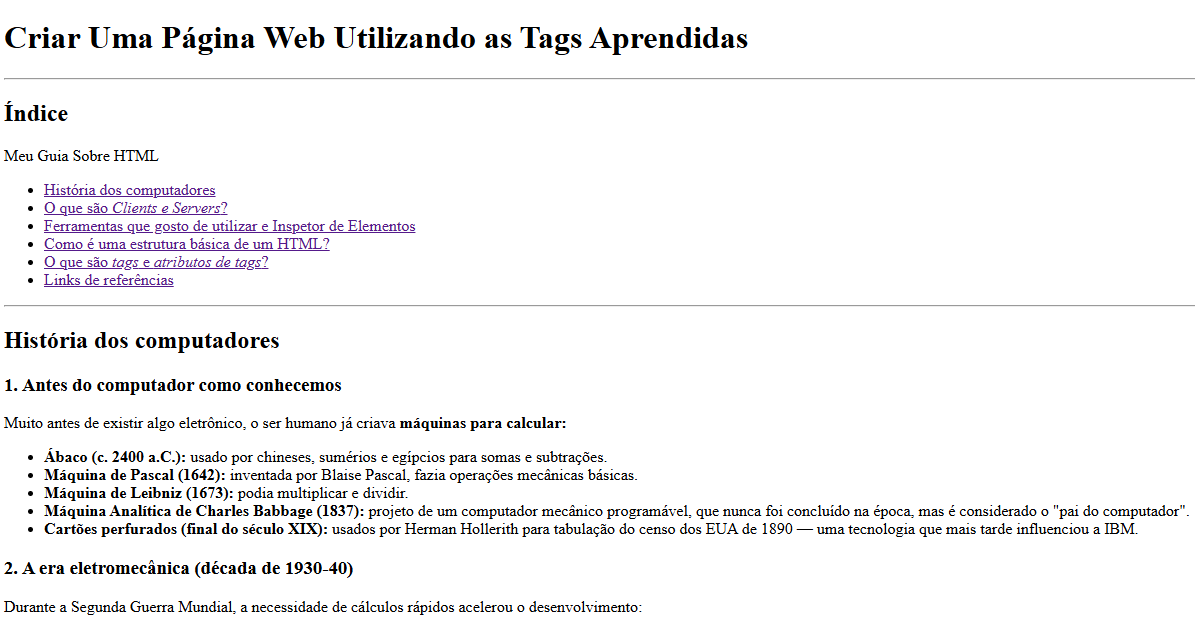 Criar Uma Página Web Utilizando as Tags Aprendidas
Índice
Meu Guia Sobre HTML
História dos computadores
O que são Clients e Servers?
Ferramentas que gosto de utilizar e Inspetor de Elementos
Como é uma estrutura básica de um HTML?
O que são tags e atributos de tags?
Links de referências
História dos computadores
1. Antes do computador como conhecemos
Muito antes de existir algo eletrônico, o ser humano já criava máquinas para calcular:
Ábaco (c. 2400 a.C.): usado por chineses, sumérios e egípcios para somas e subtrações.
Máquina de Pascal (1642): inventada por Blaise Pascal, fazia operações mecânicas básicas.
Máquina de Leibniz (1673): podia multiplicar e dividir.
Máquina Analítica de Charles Babbage (1837): projeto de um computador mecânico programável, que nunca foi concluído na época, mas é considerado o "pai do computador".
Cartões perfurados (final do século XIX): usados por Herman Hollerith para tabulação do censo dos EUA de 1890 — uma tecnologia que mais tarde influenciou a IBM.
2. A era eletromecânica (década de 1930-40)
Durante a Segunda Guerra Mundial, a necessidade de cálculos rápidos acelerou o desenvolvimento: